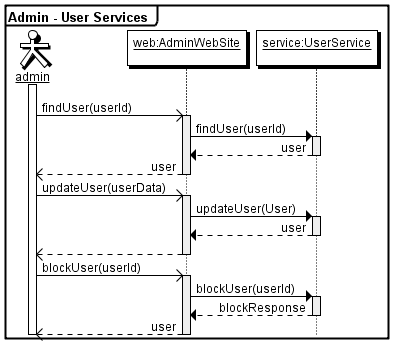 Admin - User Services
web:AdminWebSite
service:UserService
admin
findUser(userId)
findUser(userId)
user
user
updateUser(userData)
updateUser(User)
user
blockUser(userId)
blockUser(userId)
blockResponse
user